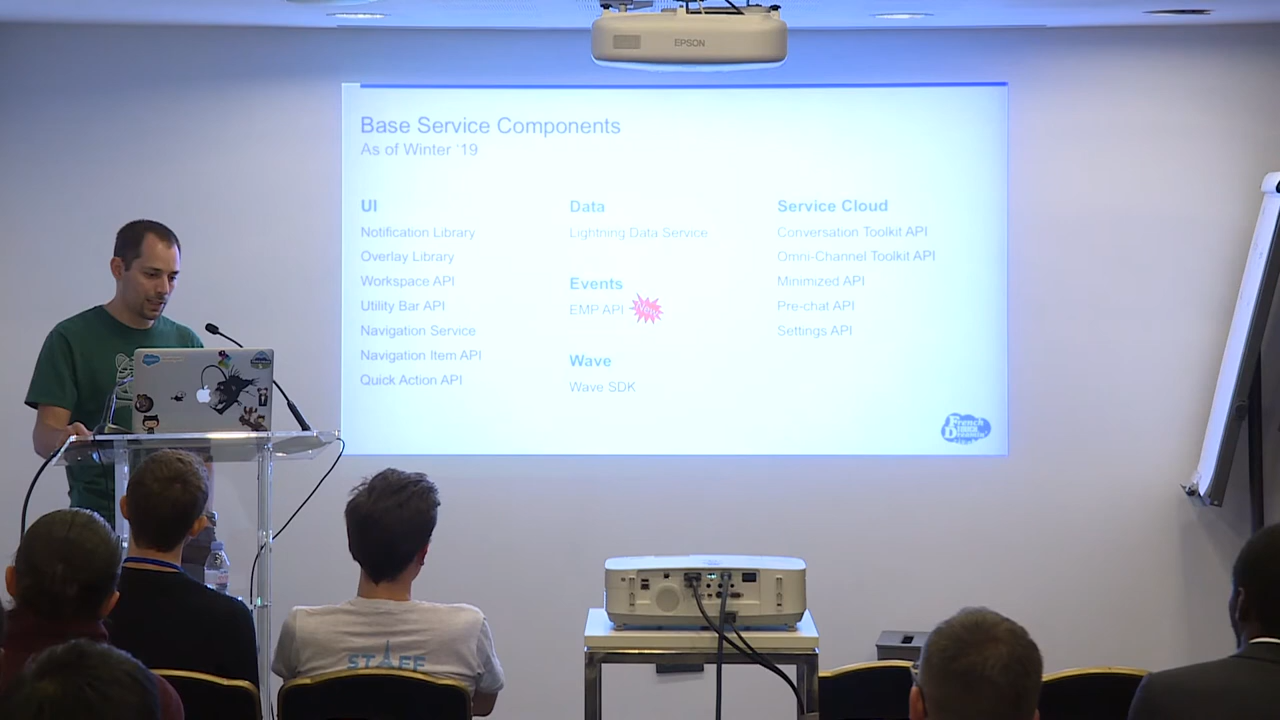 EPSON
Base Service Components
As of Winter '19
UI
Notification Library
Overlay Library
Workspace API
Utility Bar API
Navigation Service
Navigation Item API
Quick Action API
Data
Lightning Data Service
Events
EMP API New
Wave
Wave SDK
Service Cloud
Conversation Toolkit API
Omni-Channel Toolkit API
Minimized API
Pre-chat API
Settings API
French
STAFF